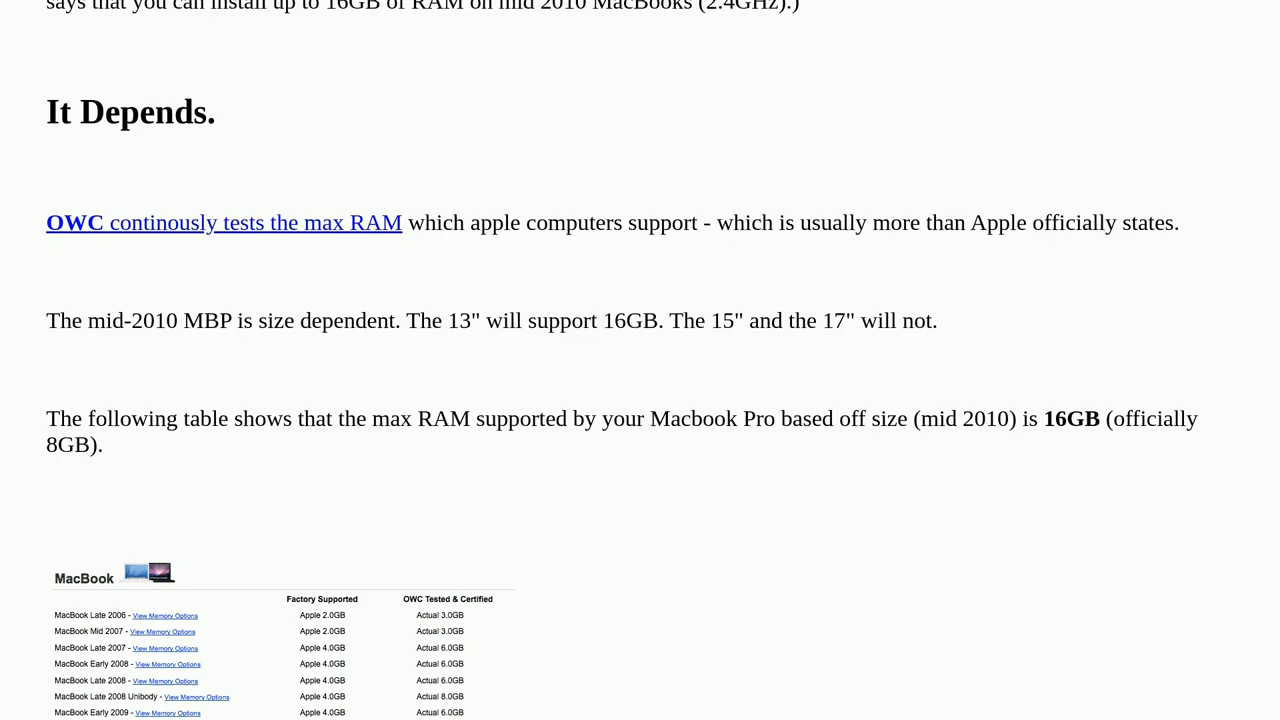 says that you can install up to 16GB of RAM on mid 2010 MacBooks (2.4GHz).)
It Depends.
OWC continously tests the max RAM which apple computers support - which is usually more than Apple officially states.
The mid-2010 MBP is size dependent. The 13" will support 16GB. The 15" and the 17" will not.
The following table shows that the max RAM supported by your Macbook Pro based off size (mid 2010) is 16GB (officially
8GB).
MacBook
Factory Supported OWC Tested & Certified
MacBook Late 2006 - View Memory Options Apple 2.0GB Actual 3.0GB
MacBook Mid 2007 - View Memory Options Apple 2.0GB Actual 3.0GB
MacBook Late 2007 - View Memory Options Apple 4.0GB Actual 6.0GB
MacBook Early 2008 - View Memory Options Apple 4.0GB Actual 6.0GB
MacBook Late 2008 - View Memory Options Apple 4.0GB Actual 6.0GB
MacBook Late 2008 Unibody - View Memory Options Apple 4.0GB Actual 8.0GB
MacBook Early 2009 - View Memory Options Apple 4.0GB Actual 6.0GB